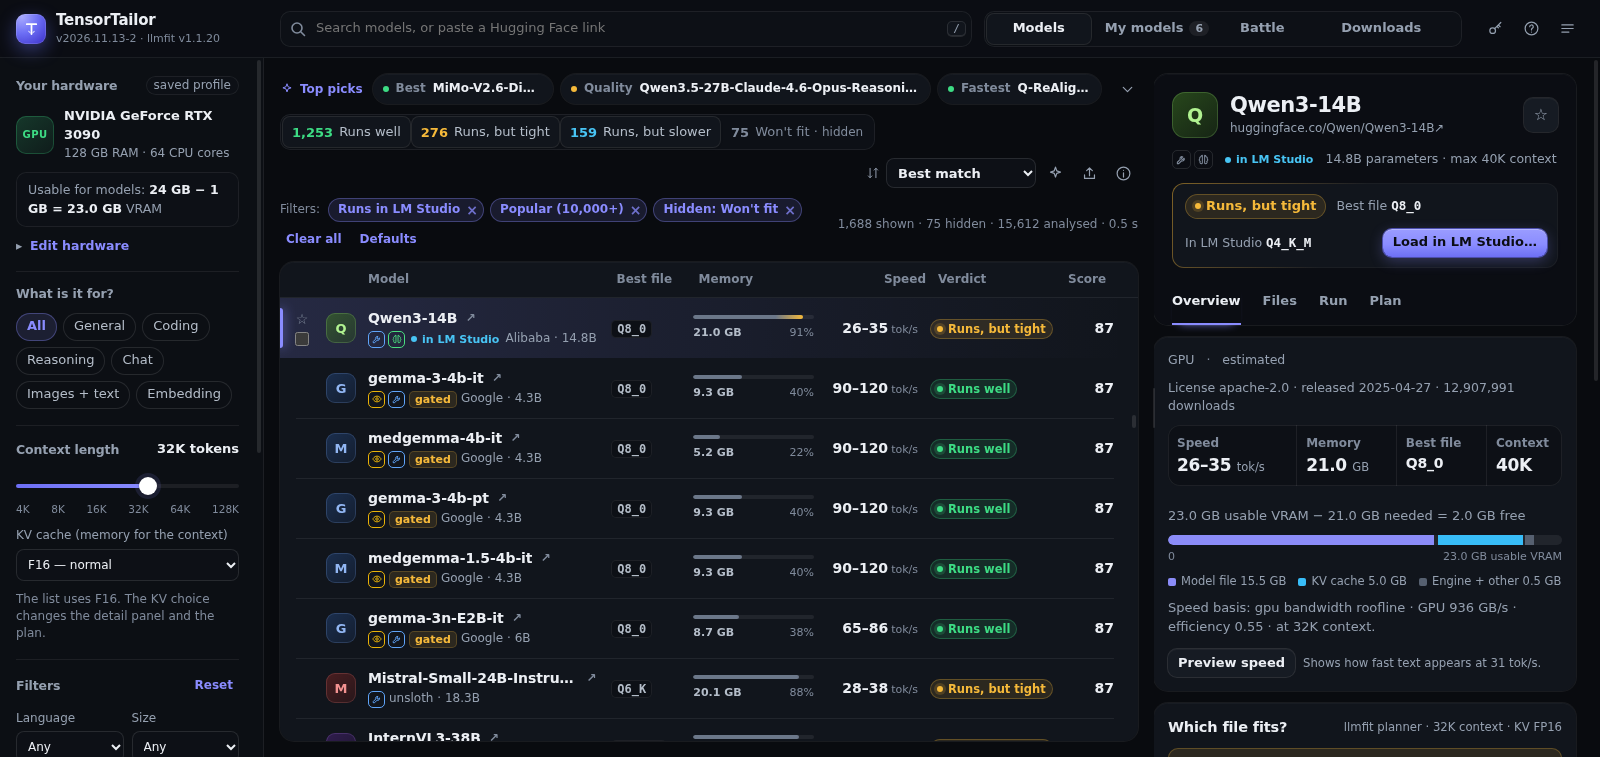 TensorTailor
v2026.11.13-2 · llmfit v1.1.20
Search models, or paste a Hugging Face link
/
Models
My models 6
Battle
Downloads
Your hardware
saved profile
GPU
NVIDIA GeForce RTX
3090
128 GB RAM · 64 CPU cores
Usable for models: 24 GB − 1
GB = 23.0 GB VRAM
▸ Edit hardware
What is it for?
All
General
Coding
Reasoning
Chat
Images + text
Embedding
Context length
32K tokens
4K 8K 16K 32K 64K 128K
KV cache (memory for the context)
F16 — normal
The list uses F16. The KV choice
changes the detail panel and the
plan.
Filters
Reset
Language
Size
Any
Any
Top picks
Best MiMo-V2.6-Di…
Quality Qwen3.5-27B-Claude-4.6-Opus-Reasoni…
Fastest Q-ReAlig…
1,253 Runs well
276 Runs, but tight
159 Runs, but slower
75 Won't fit · hidden
Best match
Filters:
Runs in LM Studio ×
Popular (10,000+) ×
Hidden: Won't fit ×
Clear all
Defaults
1,688 shown · 75 hidden · 15,612 analysed · 0.5 s
Model Best file Memory Speed Verdict Score
Q
Qwen3-14B ↗
in LM Studio Alibaba · 14.8B
Q8_0
21.0 GB 91%
26–35 tok/s
Runs, but tight
87
G
gemma-3-4b-it ↗
gated Google · 4.3B
Q8_0
9.3 GB 40%
90–120 tok/s
Runs well
87
M
medgemma-4b-it ↗
gated Google · 4.3B
Q8_0
5.2 GB 22%
90–120 tok/s
Runs well
87
G
gemma-3-4b-pt ↗
gated Google · 4.3B
Q8_0
9.3 GB 40%
90–120 tok/s
Runs well
87
M
medgemma-1.5-4b-it ↗
gated Google · 4.3B
Q8_0
9.3 GB 40%
90–120 tok/s
Runs well
87
G
gemma-3n-E2B-it ↗
gated Google · 6B
Q8_0
8.7 GB 38%
65–86 tok/s
Runs well
87
M
Mistral-Small-24B-Instru… ↗
unsloth · 18.3B
Q6_K
20.1 GB 88%
28–38 tok/s
Runs, but tight
87
InternVL3-38B ↗
Q
Qwen3-14B
huggingface.co/Qwen/Qwen3-14B↗
☆
in LM Studio
14.8B parameters · max 40K context
Runs, but tight
Best file Q8_0
In LM Studio Q4_K_M
Load in LM Studio…
Overview
Files
Run
Plan
GPU · estimated
License apache-2.0 · released 2025-04-27 · 12,907,991
downloads
Speed Memory Best file Context
26–35 tok/s 21.0 GB Q8_0 40K
23.0 GB usable VRAM − 21.0 GB needed = 2.0 GB free
0 23.0 GB usable VRAM
Model file 15.5 GB KV cache 5.0 GB Engine + other 0.5 GB
Speed basis: gpu bandwidth roofline · GPU 936 GB/s ·
efficiency 0.55 · at 32K context.
Preview speed
Shows how fast text appears at 31 tok/s.
Which file fits?
llmfit planner · 32K context · KV FP16